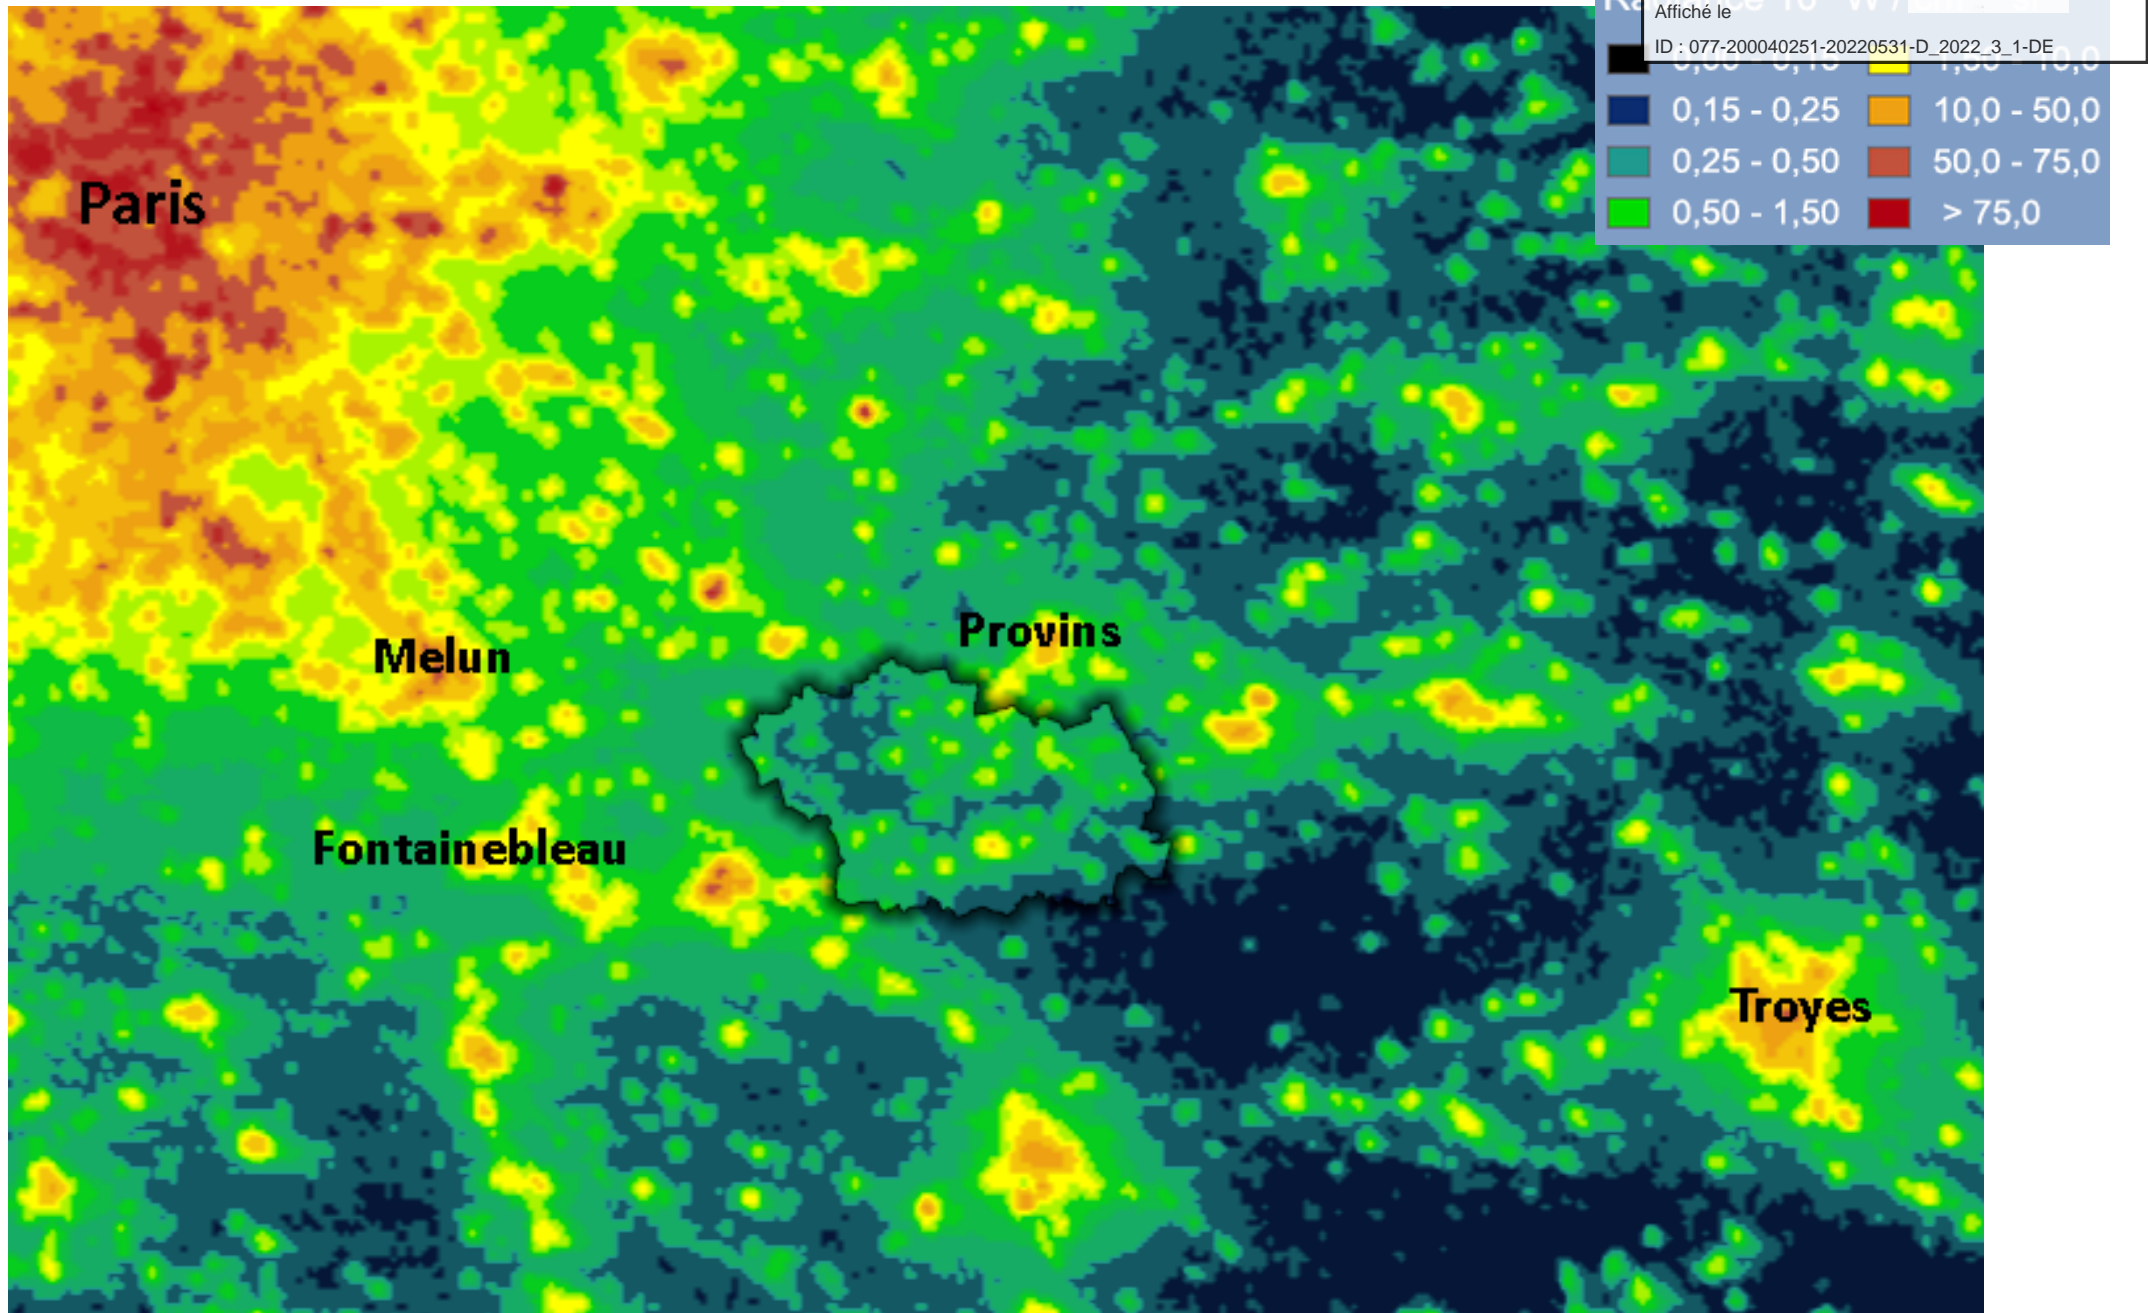 Affiché le
ID : 077-200040251-20220531-D_2022_3_1-DE
0,15 - 0,25
10,0 - 50,0
0,25 - 0,50
50,0 - 75,0
0,50 - 1,50
> 75,0
Paris
Provins
Melun
Fontainebleau
Troyes